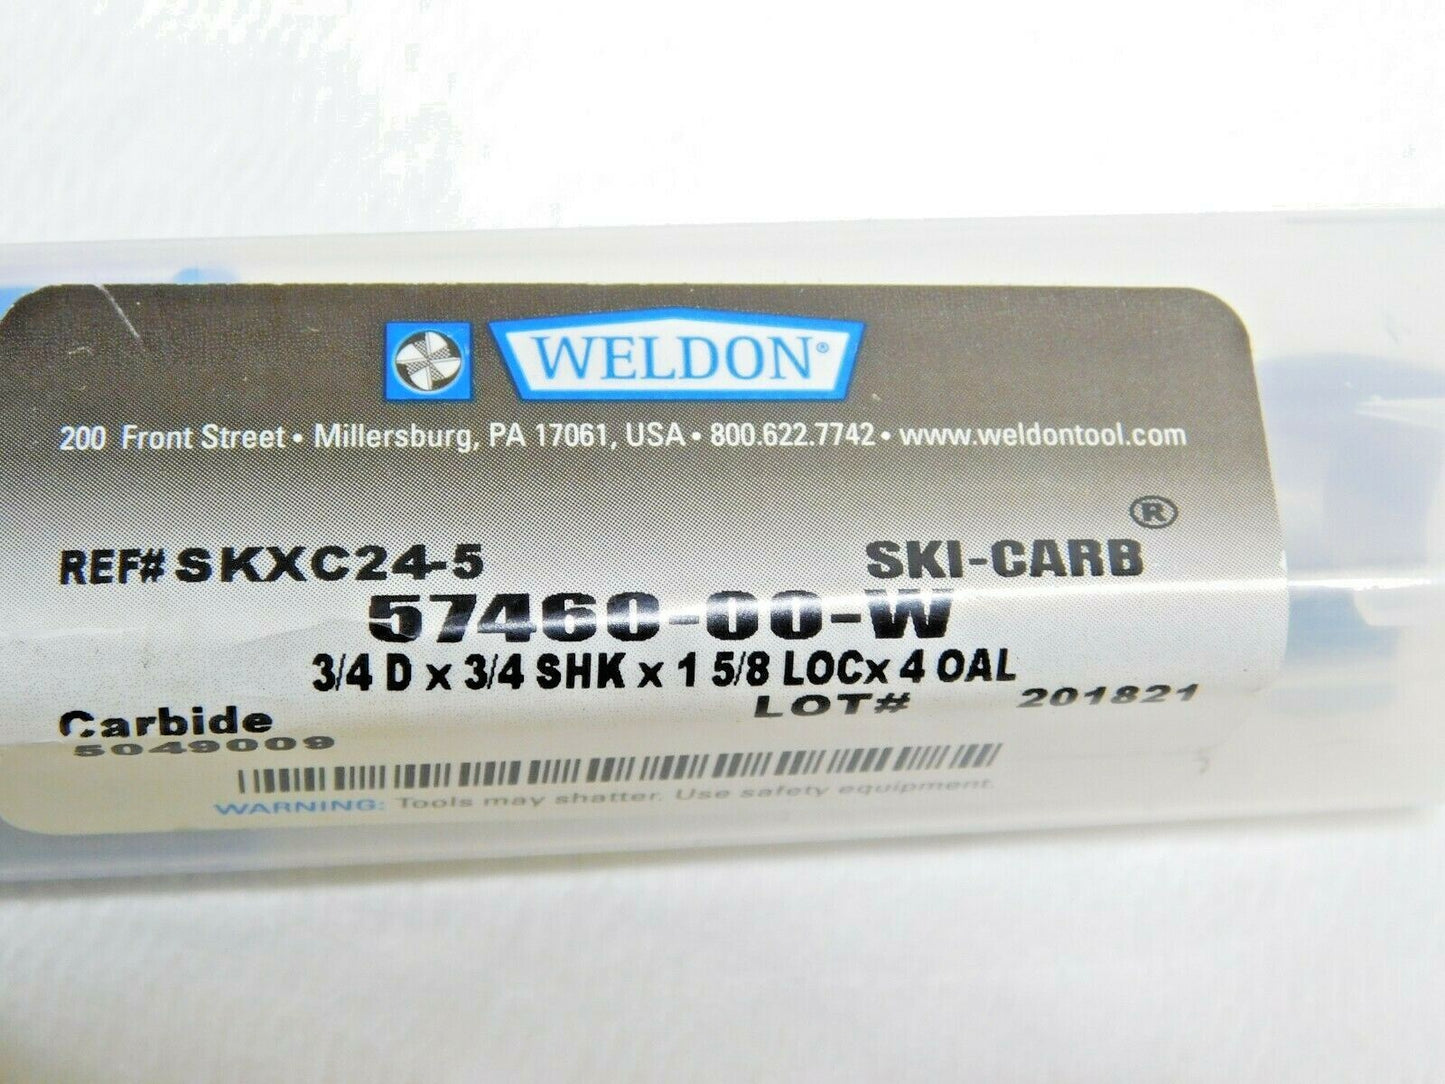 WELDON®
200 Front Street • Millersburg, PA 17061, USA • 800.622.7742 • www.weldontool.com
REF# SKXC24-5 SKI-CARB®
57460-00-W
3/4 D x 3/4 SHK x 1 5/8 LOC x 4 OAL
Carbide LOT# 201821
5049009
WARNING: Tools may shatter. Use safety equipment.